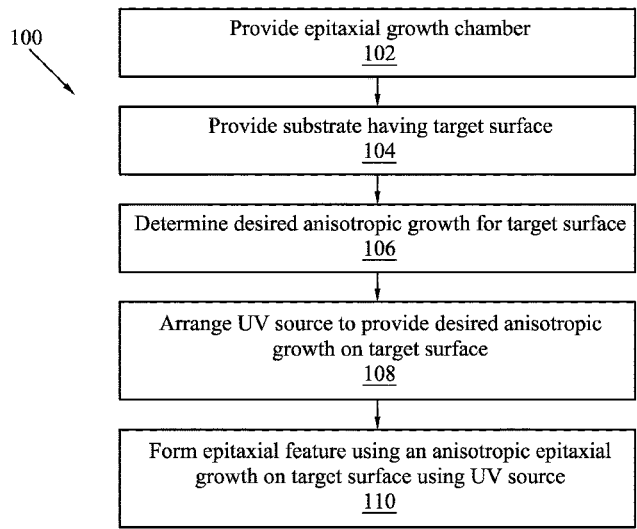 100
Provide epitaxial growth chamber
102
Provide substrate having target surface
104
Determine desired anisotropic growth for target surface
106
Arrange UV source to provide desired anisotropic
growth on target surface
108
Form epitaxial feature using an anisotropic epitaxial
growth on target surface using UV source
110